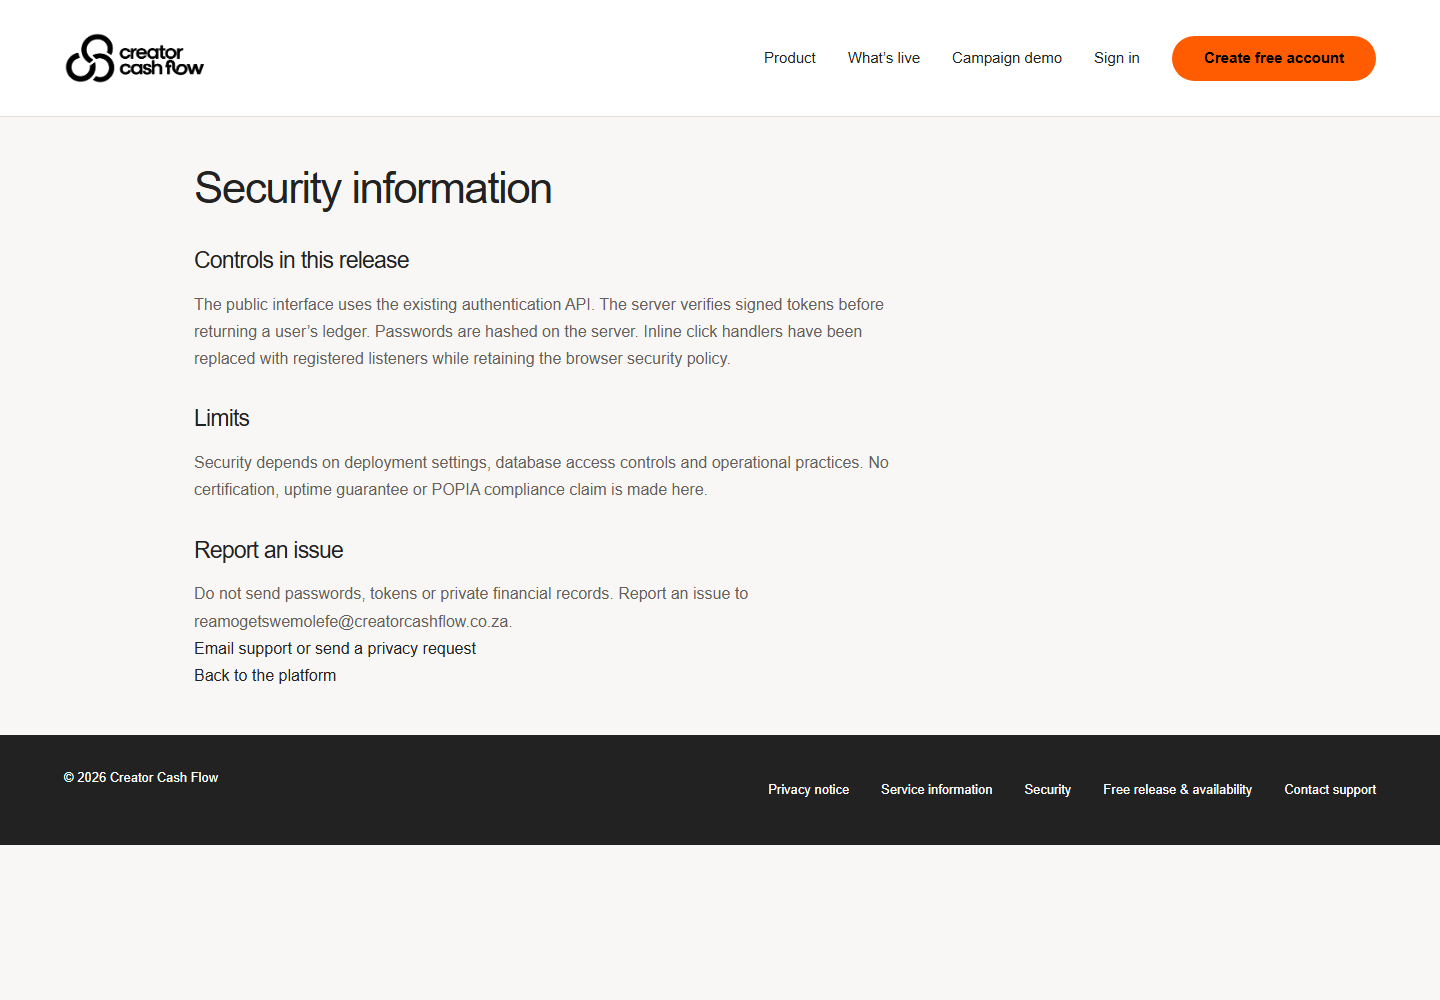 creator
cash flow
Product
What’s live
Campaign demo
Sign in
Create free account
Security information
Controls in this release
The public interface uses the existing authentication API. The server verifies signed tokens before
returning a user’s ledger. Passwords are hashed on the server. Inline click handlers have been
replaced with registered listeners while retaining the browser security policy.
Limits
Security depends on deployment settings, database access controls and operational practices. No
certification, uptime guarantee or POPIA compliance claim is made here.
Report an issue
Do not send passwords, tokens or private financial records. Report an issue to
reamogetswemolefe@creatorcashflow.co.za.
Email support or send a privacy request
Back to the platform
© 2026 Creator Cash Flow
Privacy notice
Service information
Security
Free release & availability
Contact support